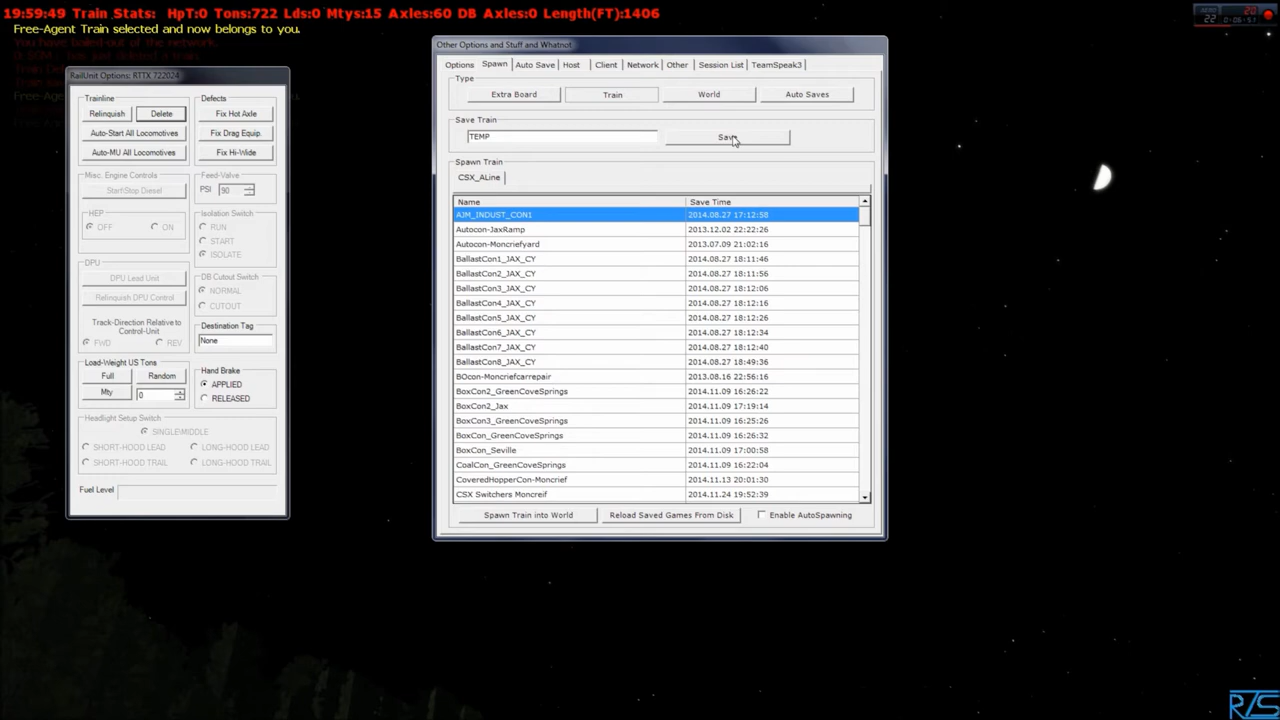 19:59:49 Train Stats: HpT:0 Tons:722 Lds:0 Mtys:15 Axles:60 DB Axles:0 Length(FT):1406
Free-Agent Train selected and now belongs to you.
You have bailed-out of the network.
RailUnit Options: RTTX 722024
Trainline
Relinquish
Delete
Auto-Start All Locomotives
Auto-MU All Locomotives
Defects
Fix Hot Axle
Fix Drag Equip.
Fix Hi-Wide
Misc. Engine Controls
Start\Stop Diesel
Feed-Valve
PSI 90
HEP
OFF
ON
Isolation Switch
RUN
START
ISOLATE
DPU
DPU Lead Unit
Relinquish DPU Control
Track-Direction Relative to
Control-Unit
FWD
REV
DB Cutout Switch
NORMAL
CUTOUT
Destination Tag
None
Load-Weight US Tons
Full
Random
Mty
0
Hand Brake
APPLIED
RELEASED
Headlight Setup Switch
SINGLE\MIDDLE
SHORT-HOOD LEAD
LONG-HOOD LEAD
SHORT-HOOD TRAIL
LONG-HOOD TRAIL
Fuel Level
Other Options and Stuff and Whatnot
Options Spawn Auto Save Host Client Network Other Session List TeamSpeak3
Type
Extra Board Train World Auto Saves
Save Train
TEMP Save
Spawn Train
CSX_ALine
Name Save Time
AJM_INDUST_CON1 2014.08.27 17:12:58
Autocon-JaxRamp 2013.12.02 22:22:26
Autocon-Moncriefyard 2013.07.09 21:02:16
BallastCon1_JAX_CY 2014.08.27 18:11:46
BallastCon2_JAX_CY 2014.08.27 18:11:56
BallastCon3_JAX_CY 2014.08.27 18:12:06
BallastCon4_JAX_CY 2014.08.27 18:12:16
BallastCon5_JAX_CY 2014.08.27 18:12:26
BallastCon6_JAX_CY 2014.08.27 18:12:34
BallastCon7_JAX_CY 2014.08.27 18:12:40
BallastCon8_JAX_CY 2014.08.27 18:49:36
BOcon-Moncriefcarrepair 2013.08.16 22:56:16
BoxCon2_GreenCoveSprings 2014.11.09 16:26:22
BoxCon2_Jax 2014.11.09 17:19:14
BoxCon3_GreenCoveSprings 2014.11.09 16:25:26
BoxCon_GreenCoveSprings 2014.11.09 16:26:32
BoxCon_Seville 2014.11.09 17:00:58
CoalCon_GreenCoveSprings 2014.11.09 16:22:04
CoveredHopperCon-Moncrief 2014.11.13 20:01:30
CSX Switchers Moncreif 2014.11.24 19:52:39
Spawn Train into World Reload Saved Games From Disk Enable AutoSpawning
20
22
R7S